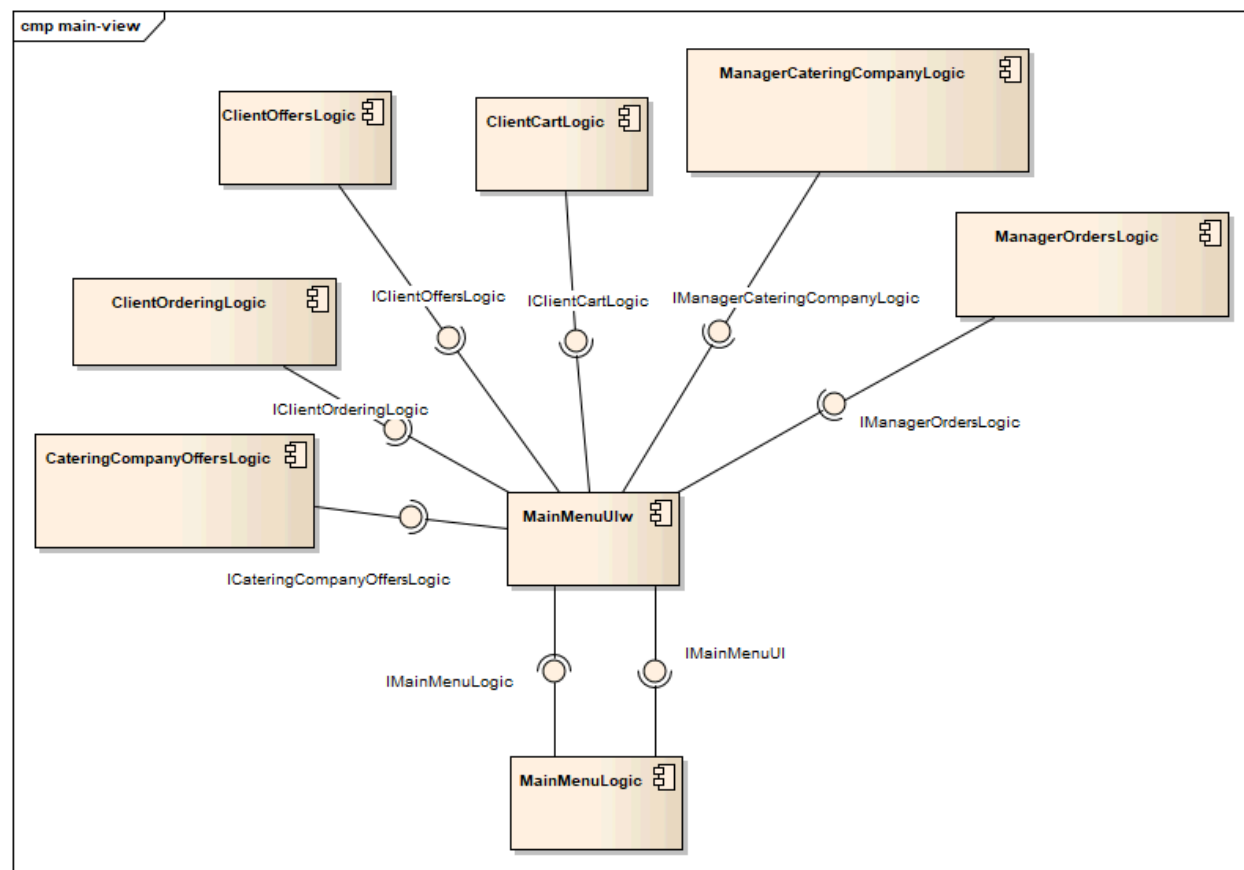 cmp main-view
ManagerCateringCompanyLogic
ClientOffersLogic
ClientCartLogic
ManagerOrdersLogic
ClientOrderingLogic
IClientOffersLogic
IClientCartLogic
IManagerCateringCompanyLogic
IClientOrderingLogic
IManagerOrdersLogic
CateringCompanyOffersLogic
MainMenuUIw
ICateringCompanyOffersLogic
IMainMenuLogic
IMainMenuUI
MainMenuLogic